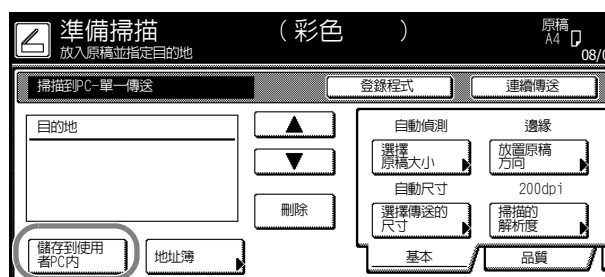 準備掃描
（彩色　　）
放入原稿並指定目的地
原稿
A4
08/0
掃描到PC-單一傳送
登錄程式
連續傳送
目的地
自動偵測
邊緣
選擇
原稿大小
放置原稿
方向
自動尺寸
200dpi
刪除
選擇傳送的
尺寸
掃描的
解析度
儲存到使用
者PC内
地址簿
基本
品質